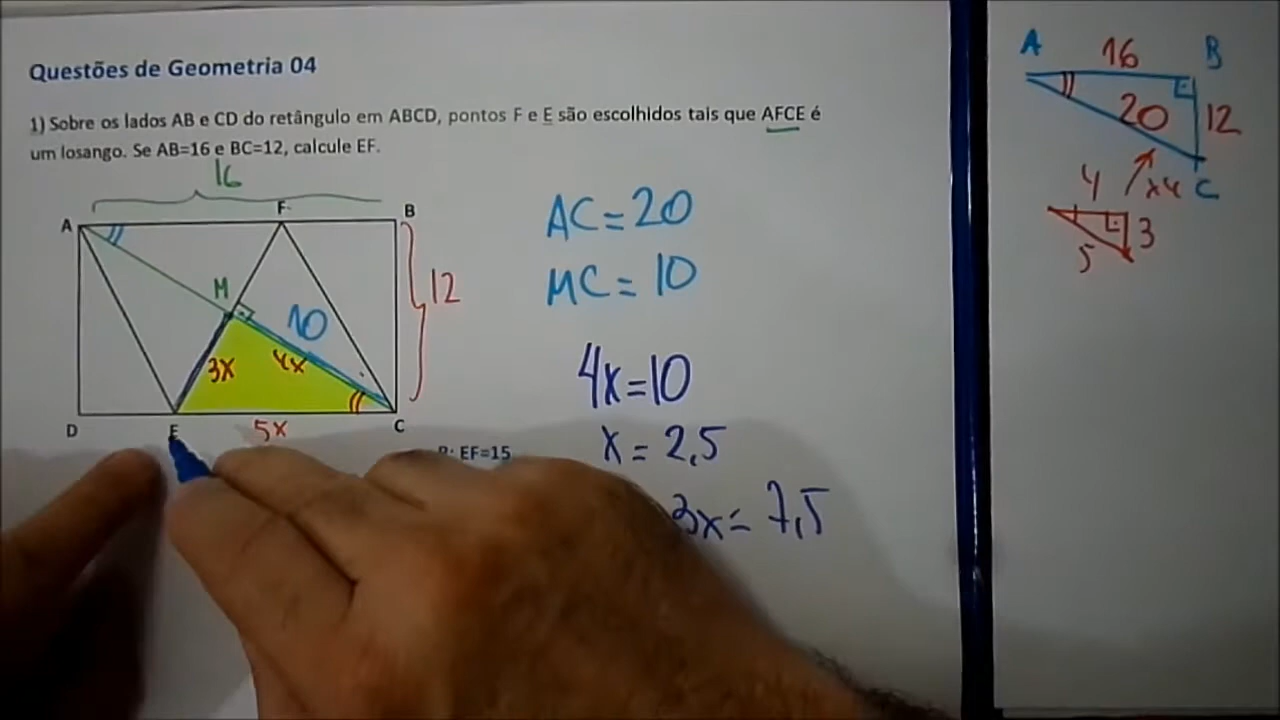 Questões de Geometria 04
1) Sobre os lados AB e CD do retângulo em ABCD, pontos F e E são escolhidos tais que AFCE é
um losango. Se AB=16 e BC=12, calcule EF.
16
A
F
B
M
10
12
3x
4x
D
E
5x
C
EF=15
AC=20
MC=10
4x=10
x=2,5
3x=7,5
A
16
B
20
12
x4
C
4
3
5